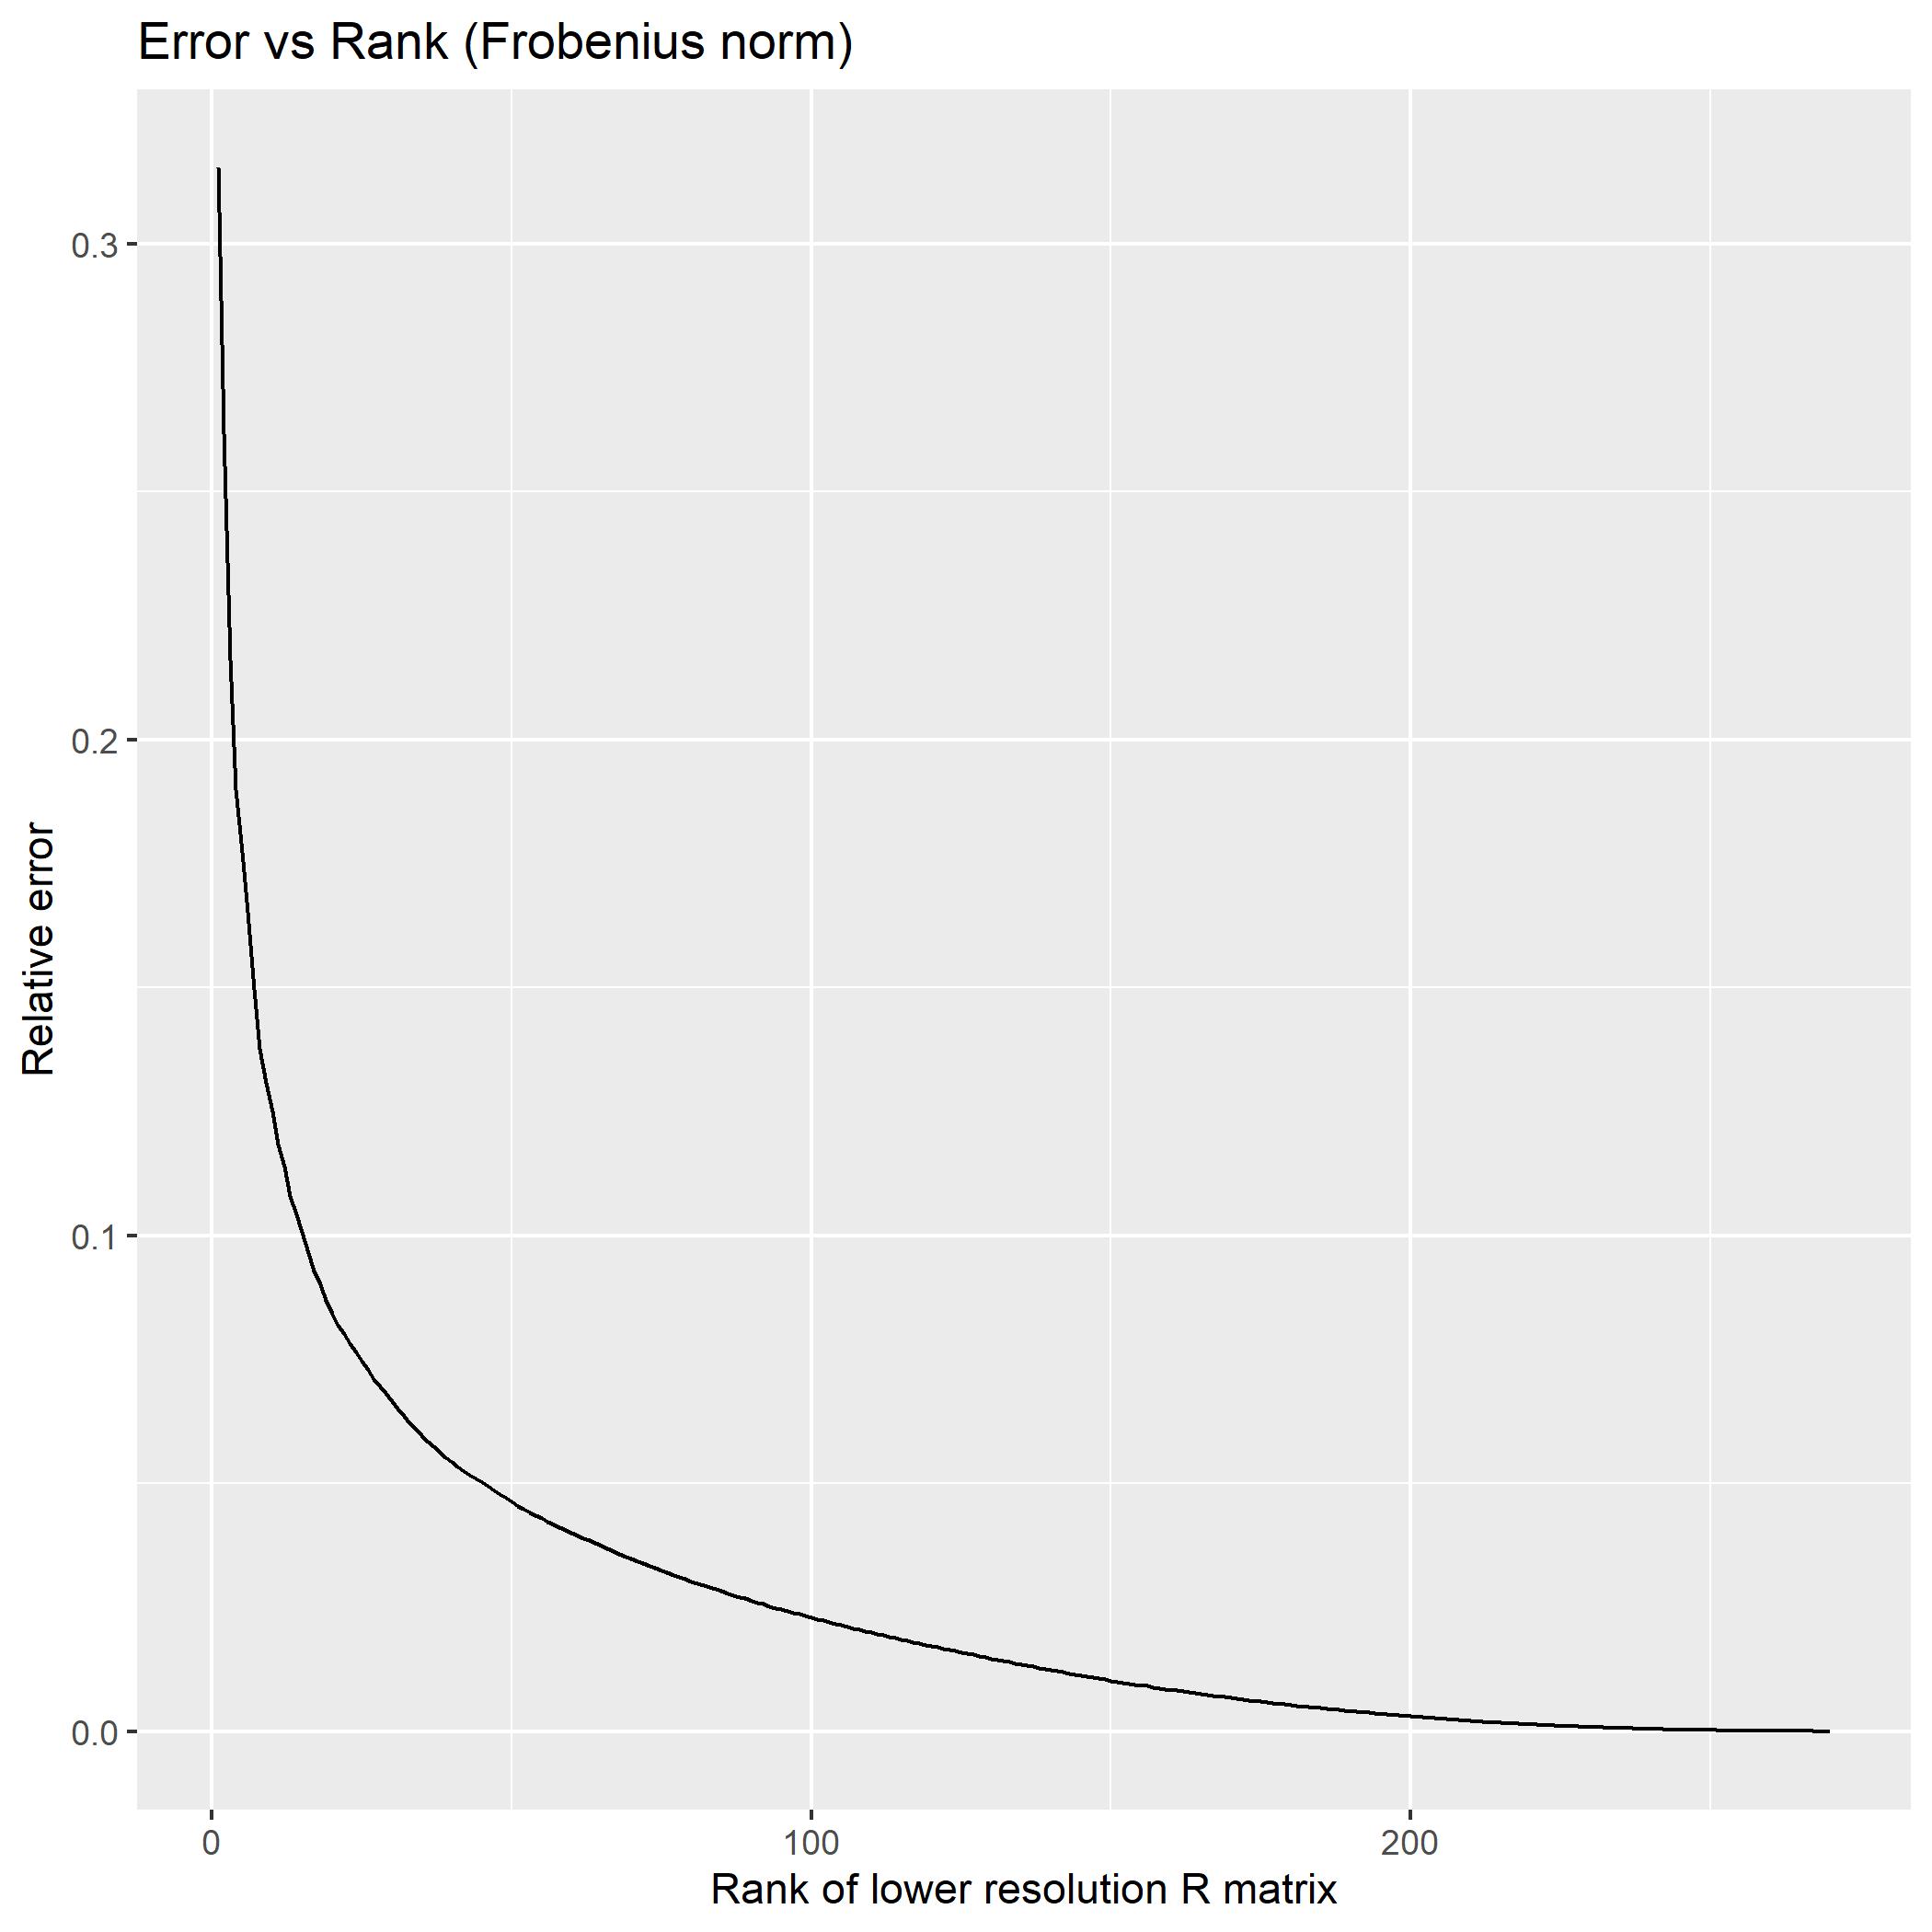 Error vs Rank (Frobenius norm)
0.3
0.2
0.1
0.0
Relative error
0 100 200
Rank of lower resolution R matrix